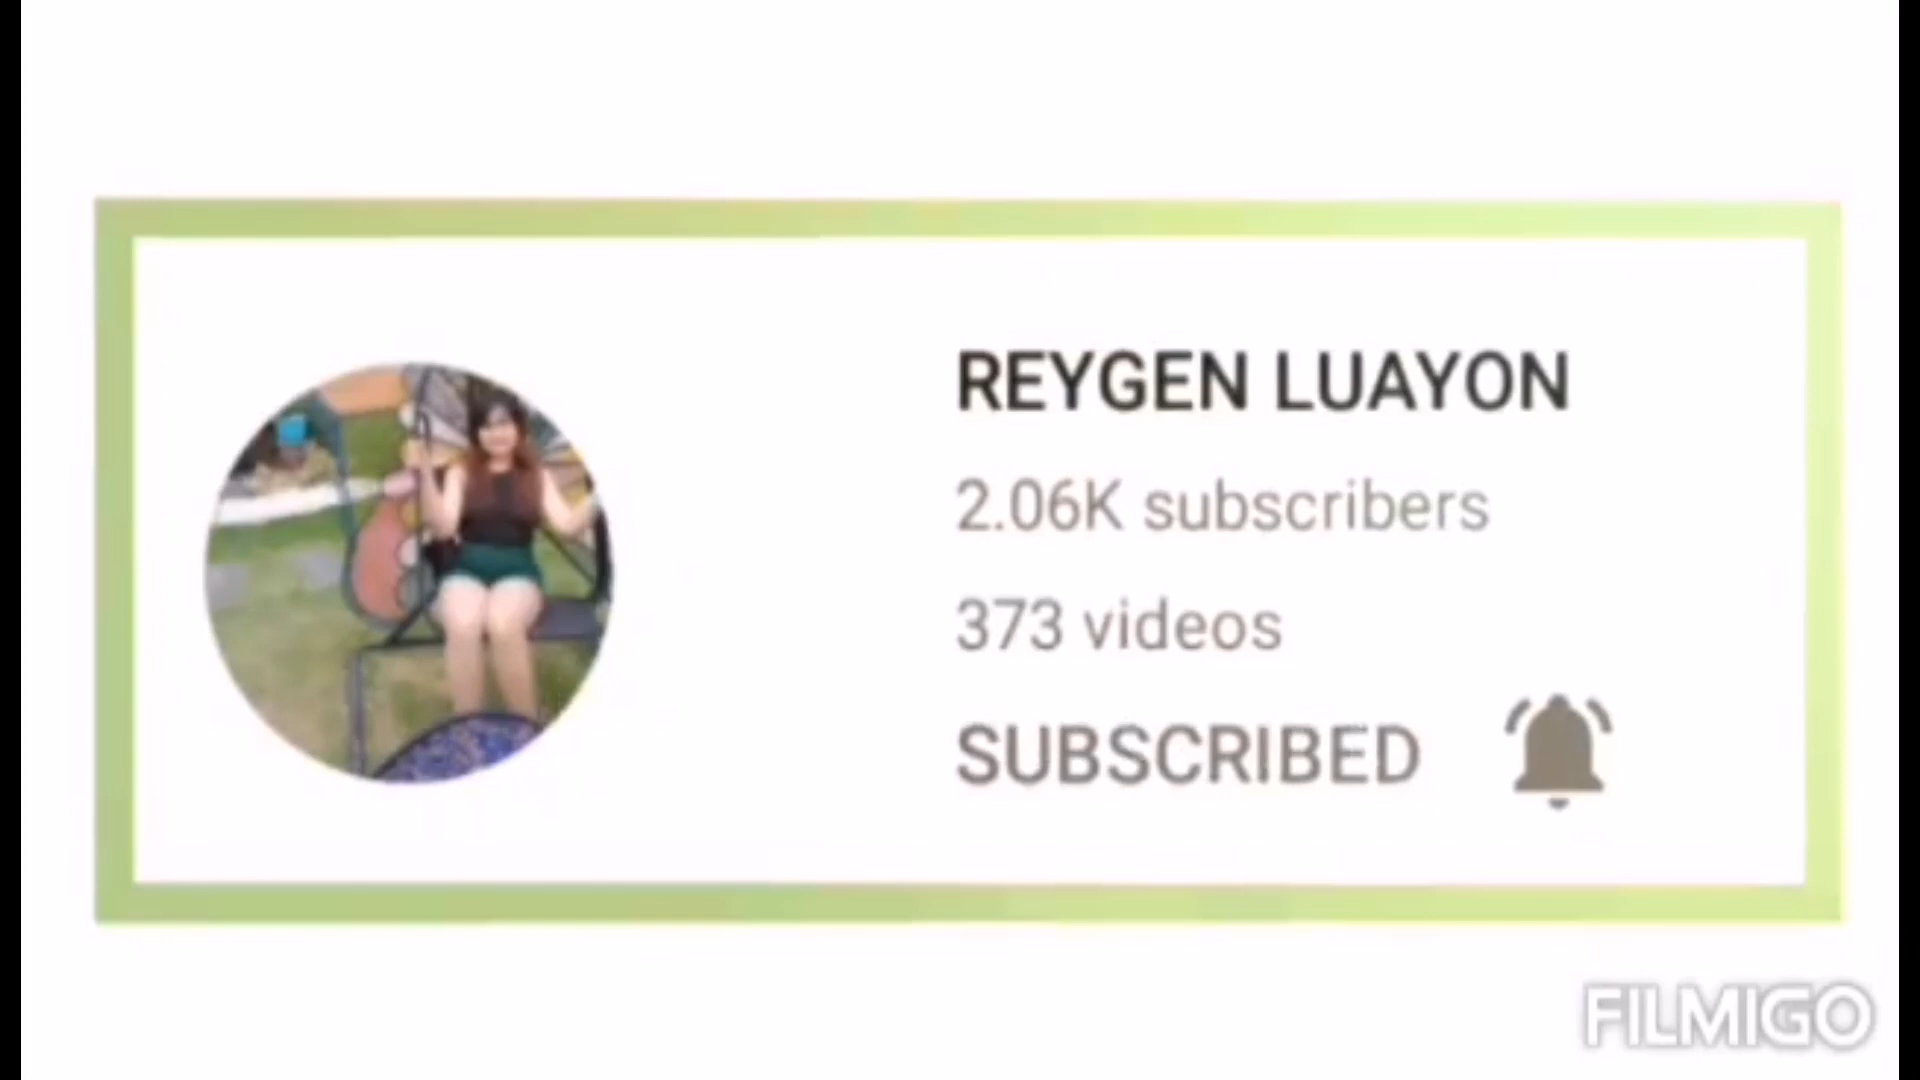 REYGEN LUAYON
2.06K subscribers
373 videos
SUBSCRIBED
FILMIGO